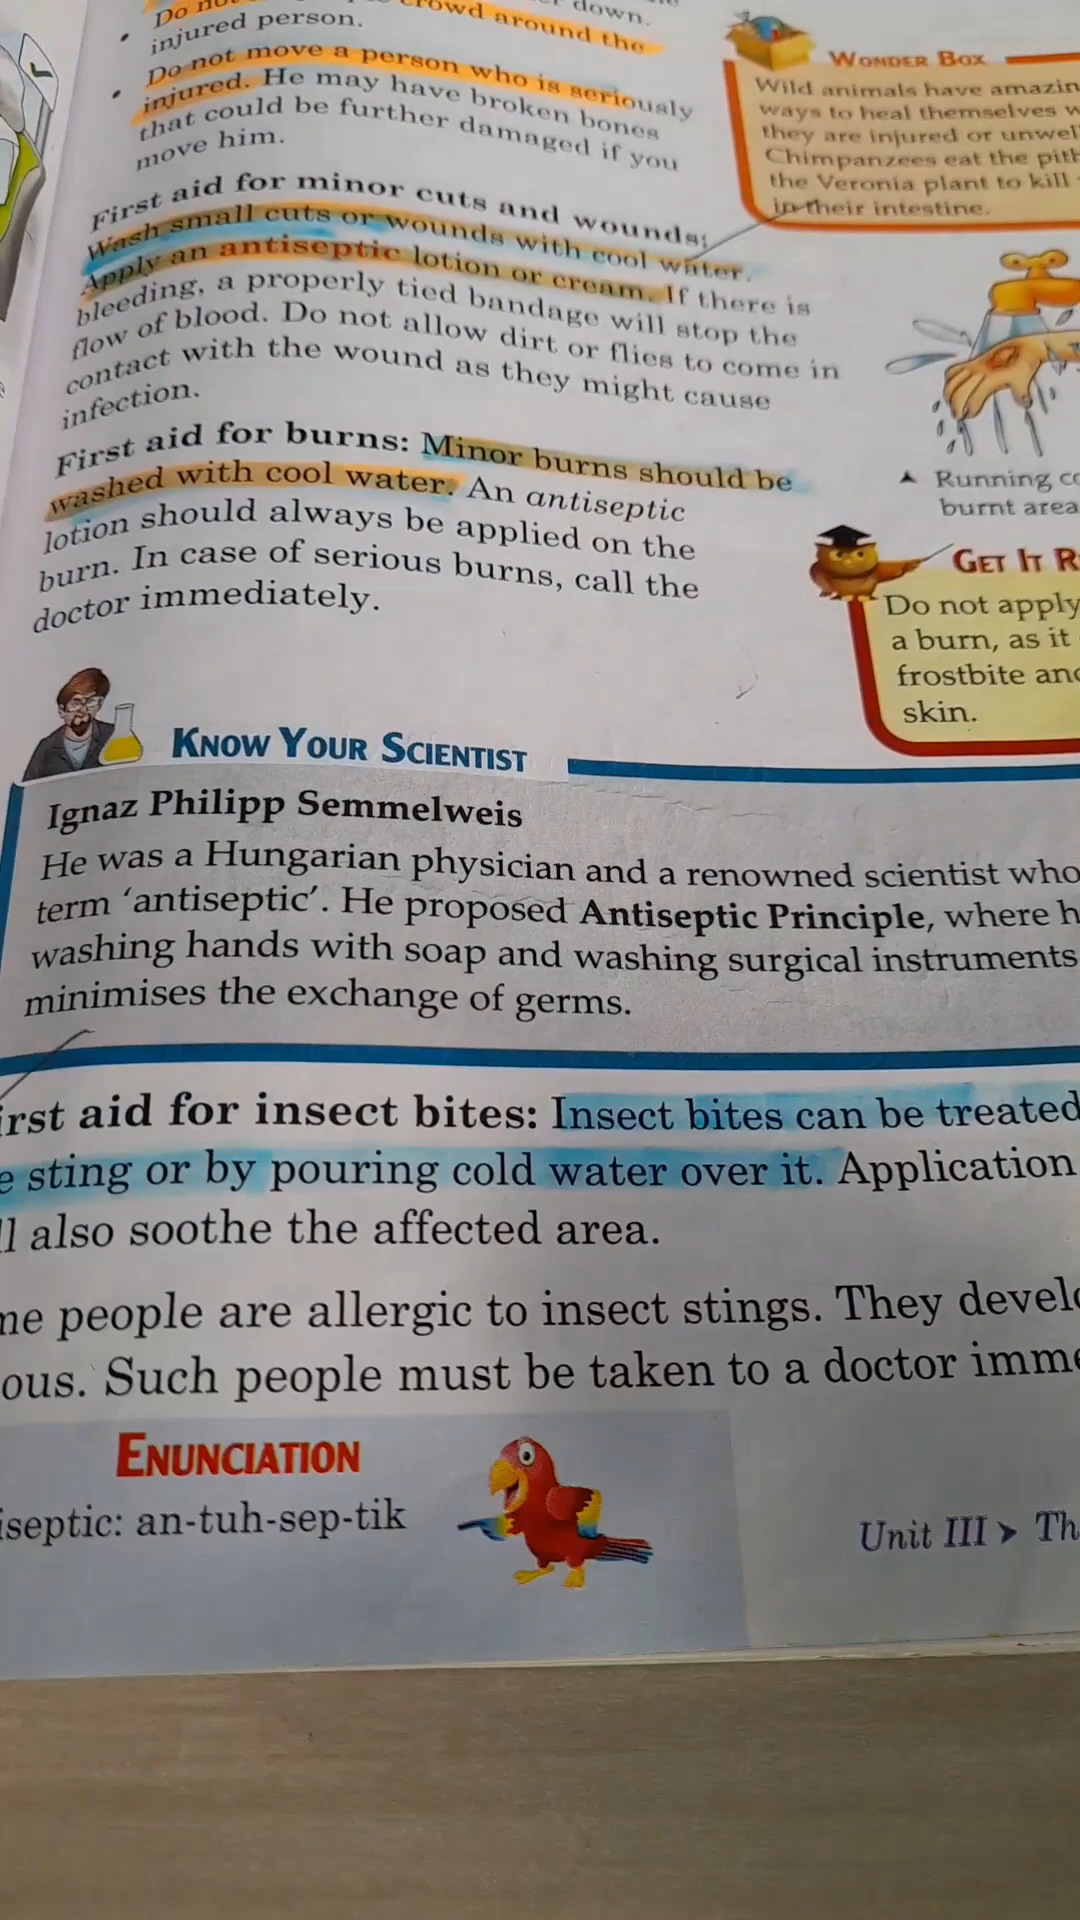 down.
crowd around the
injured person.
Do not move a person who is seriously
injured. He may have broken bones
that could be further damaged if you
move him.
WONDER BOX
Wild animals have amazin
ways to heal themselves w
they are injured or unwel
Chimpanzees eat the pith
the Veronia plant to kill
in their intestine.
First aid for minor cuts and wounds:
Wash small cuts or wounds with cool water.
Apply an antiseptic lotion or cream. If there is
bleeding, a properly tied bandage will stop the
flow of blood. Do not allow dirt or flies to come in
contact with the wound as they might cause
infection.
First aid for burns: Minor burns should be
washed with cool water. An antiseptic
lotion should always be applied on the
burn. In case of serious burns, call the
doctor immediately.
Running co
burnt area
GET IT R
Do not apply
a burn, as it
frostbite and
skin.
KNOW YOUR SCIENTIST
Ignaz Philipp Semmelweis
He was a Hungarian physician and a renowned scientist who
term ‘antiseptic’. He proposed Antiseptic Principle, where h
washing hands with soap and washing surgical instruments
minimises the exchange of germs.
irst aid for insect bites: Insect bites can be treated
e sting or by pouring cold water over it. Application
ll also soothe the affected area.
me people are allergic to insect stings. They develo
ous. Such people must be taken to a doctor imme
ENUNCIATION
iseptic: an-tuh-sep-tik
Unit III > Th